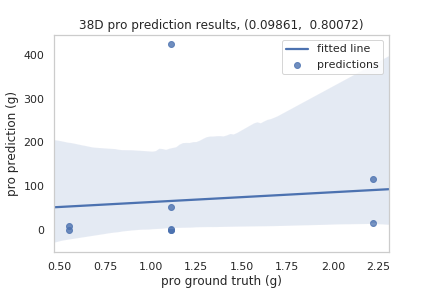 38D pro prediction results, (0.09861,  0.80072)
fitted line
predictions
400
300
200
100
0
pro prediction (g)
0.50 0.75 1.00 1.25 1.50 1.75 2.00 2.25
pro ground truth (g)